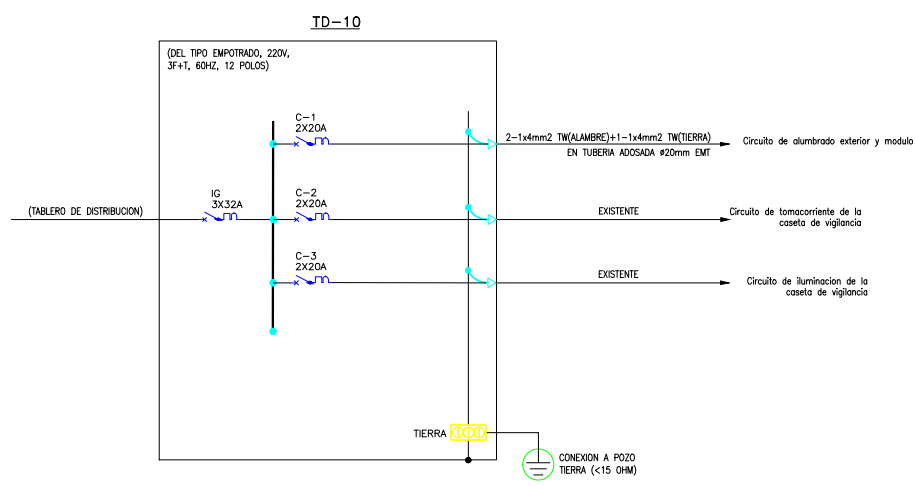 TD-10
(DEL TIPO EMPOTRADO, 220V,
3F+T, 60HZ, 12 POLOS)
C-1
2X20A
2-1x4mm2 TW(ALAMBRE)+1-1x4mm2 TW(TIERRA)
EN TUBERIA ADOSADA ø20mm EMT
Circuito de alumbrado exterior y modulo
(TABLERO DE DISTRIBUCION)
IG
3X32A
C-2
2X20A
EXISTENTE
Circuito de tomacorriente de la
caseta de vigilancia
C-3
2X20A
EXISTENTE
Circuito de iluminacion de la
caseta de vigilancia
TIERRA
CONEXION A POZO
TIERRA (<15 OHM)